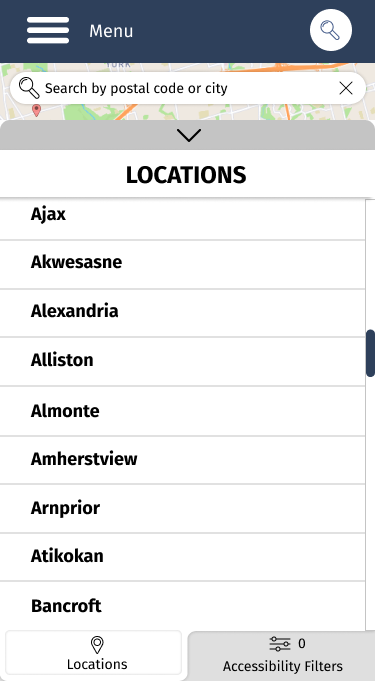 Menu
YORK
Search by postal code or city
LOCATIONS
Ajax
Akwesasne
Alexandria
Alliston
Almonte
Amherstview
Arnprior
Atikokan
Bancroft
Locations
0
Accessibility Filters